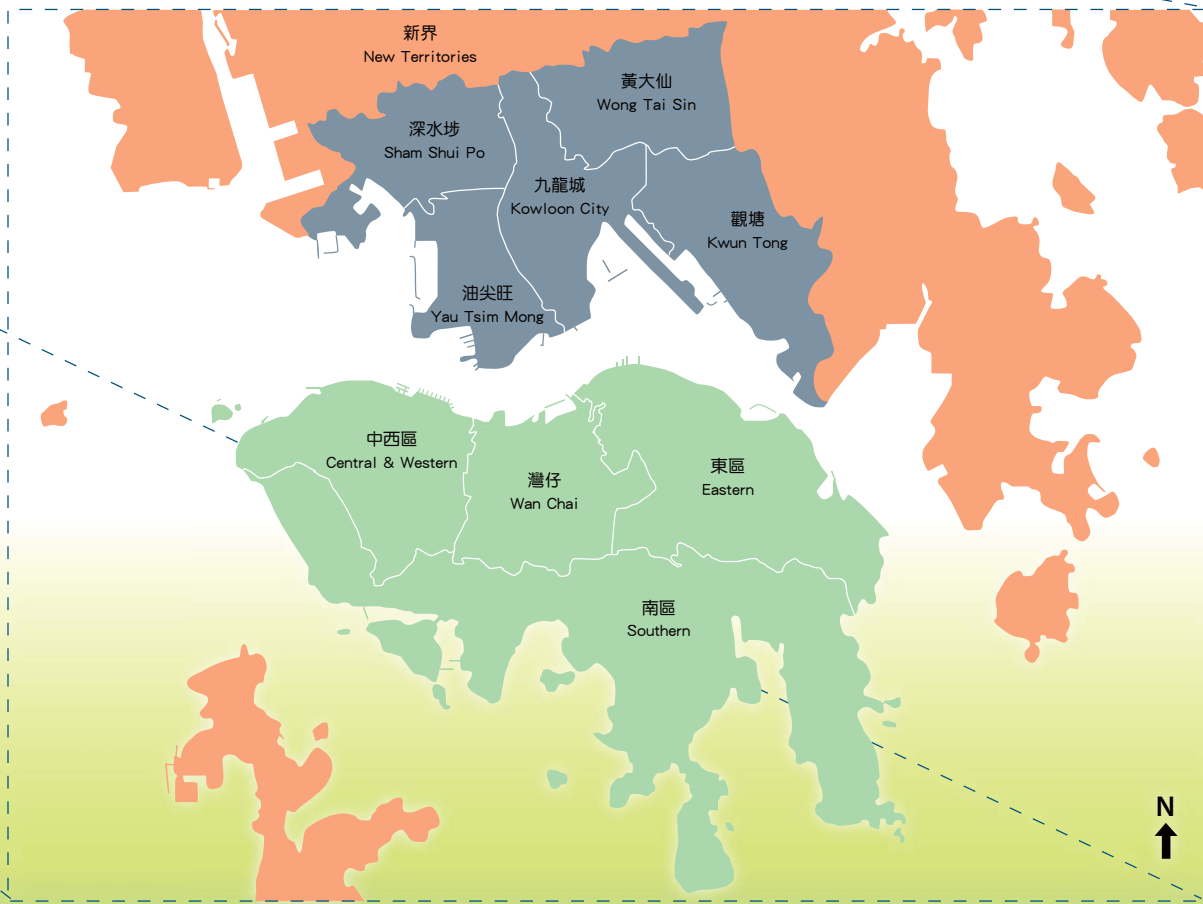 新界
New Territories
黃大仙
Wong Tai Sin
深水埗
Sham Shui Po
九龍城
Kowloon City
觀塘
Kwun Tong
油尖旺
Yau Tsim Mong
中西區
Central & Western
灣仔
Wan Chai
東區
Eastern
南區
Southern
N